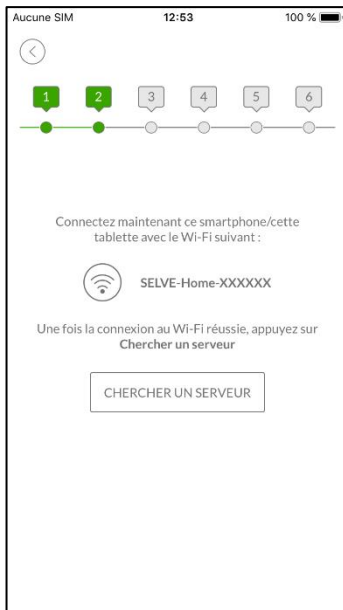 Aucune SIM 12:53 100 %
1 2 3 4 5 6
Connectez maintenant ce smartphone/cette
tablette avec le Wi-Fi suivant :
SELVE-Home-XXXXXX
Une fois la connexion au Wi-Fi réussie, appuyez sur
Chercher un serveur
CHERCHER UN SERVEUR